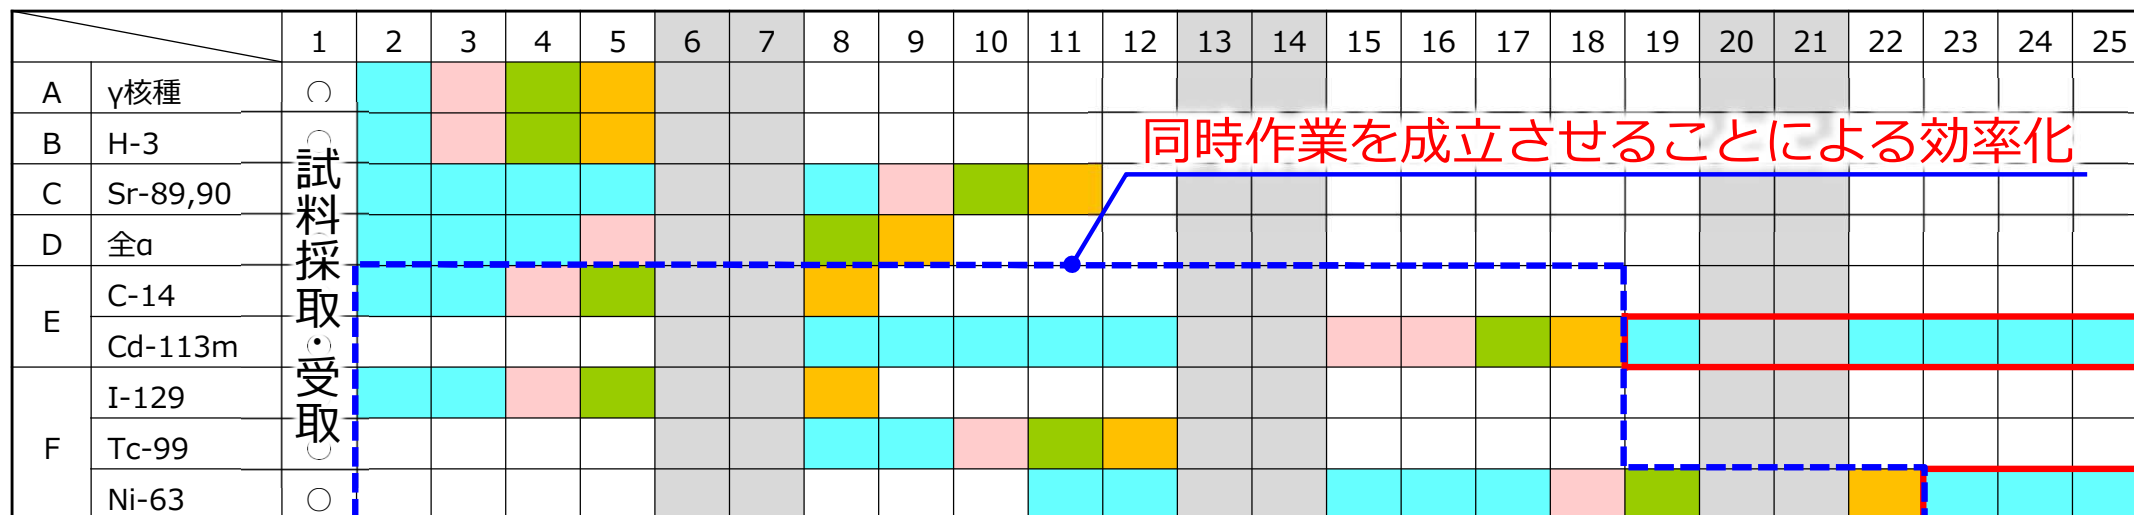 1 2 3 4 5 6 7 8 9 10 11 12 13 14 15 16 17 18 19 20 21 22 23 24 25
A γ核種 ○
B H-3 ○
同時作業を成立させることによる効率化
C Sr-89,90
D 全α
試料採取・受取
E C-14
Cd-113m ○
F I-129
Tc-99 ○
Ni-63 ○